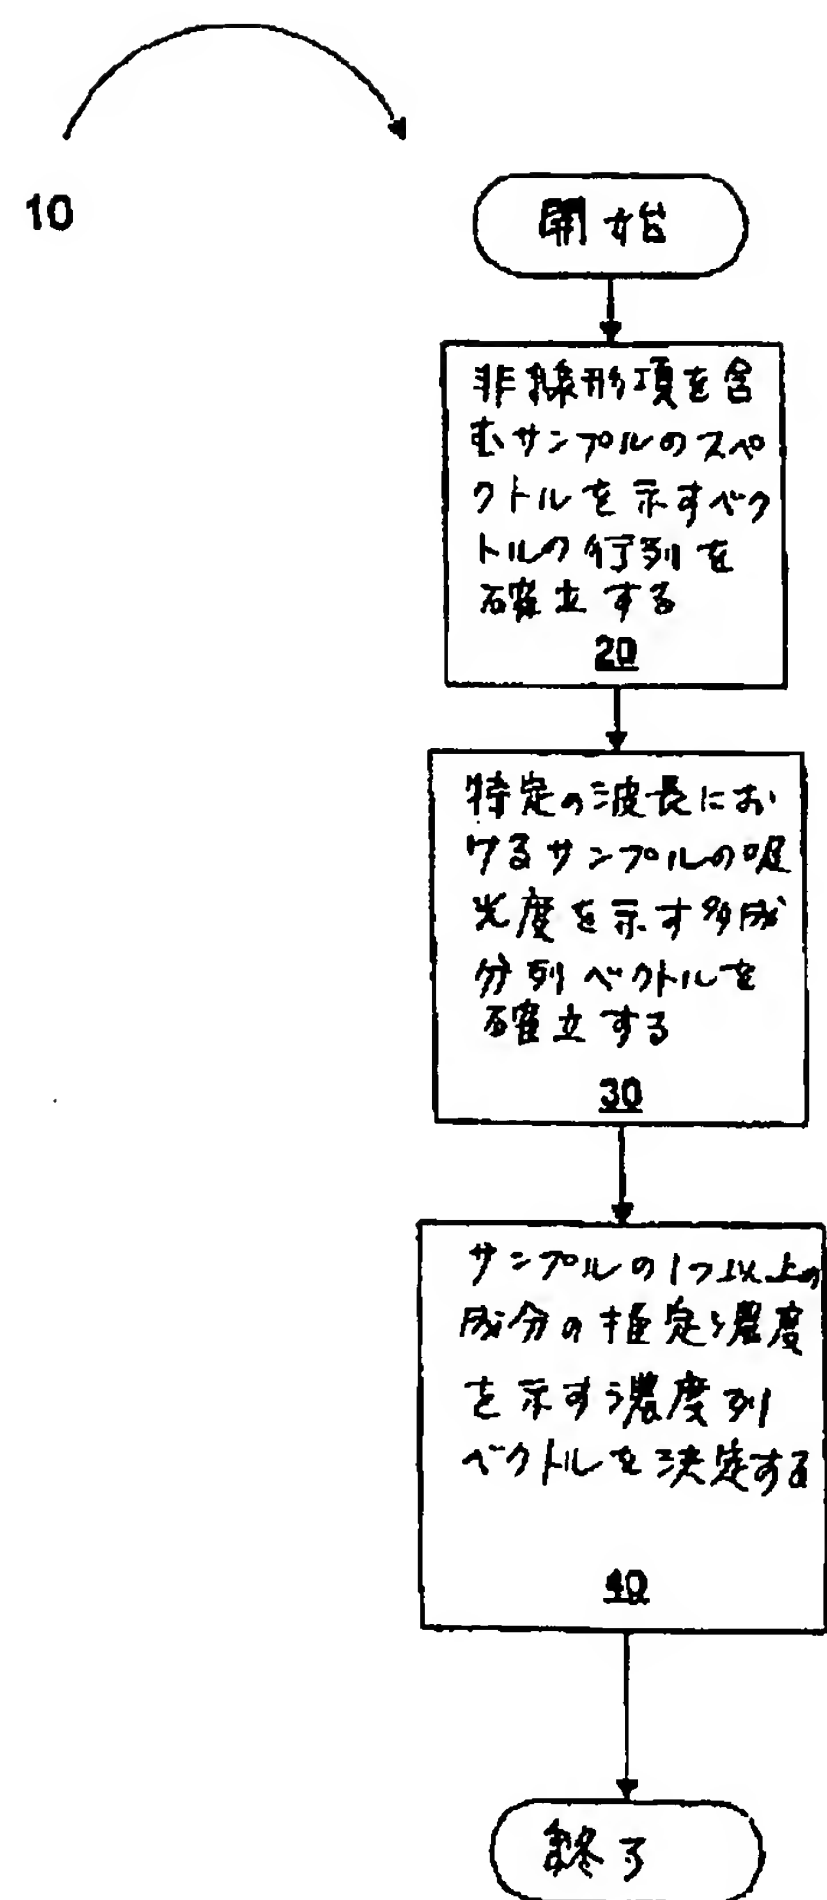 10
開始
非線形項を含
むサンプルのスペ
クトルを示すベク
トルの行列を
確立する
20
特定の波長にお
けるサンプルの吸
光度を示す多成
分列ベクトルを
確立する
30
サンプルの1つ以上の
成分の推定濃度
を示す濃度列
ベクトルを決定する
40
終了